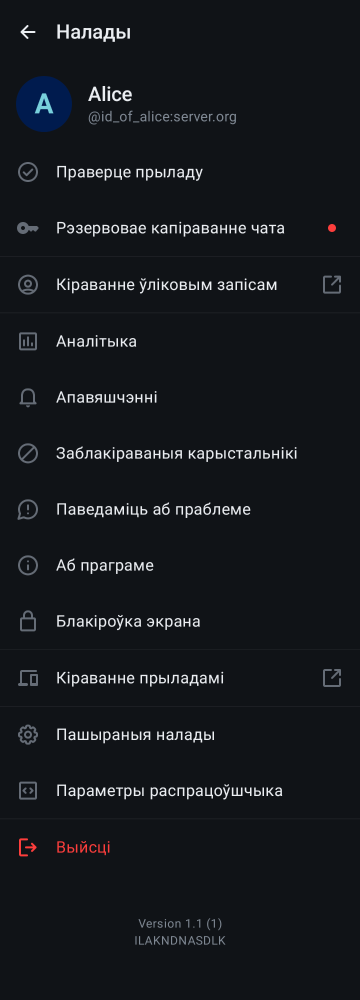 Налады
A
Alice
@id_of_alice:server.org
Праверце прыладу
Рэзервовае капіраванне чата
Кіраванне ўліковым запісам
Аналітыка
Апавяшчэнні
Заблакіраваныя карыстальнікі
Паведаміць аб праблеме
Аб праграме
Блакіроўка экрана
Кіраванне прыладамі
Пашыраныя налады
Параметры распрацоўшчыка
Выйсці
Version 1.1 (1)
ILAKNDNASDLK